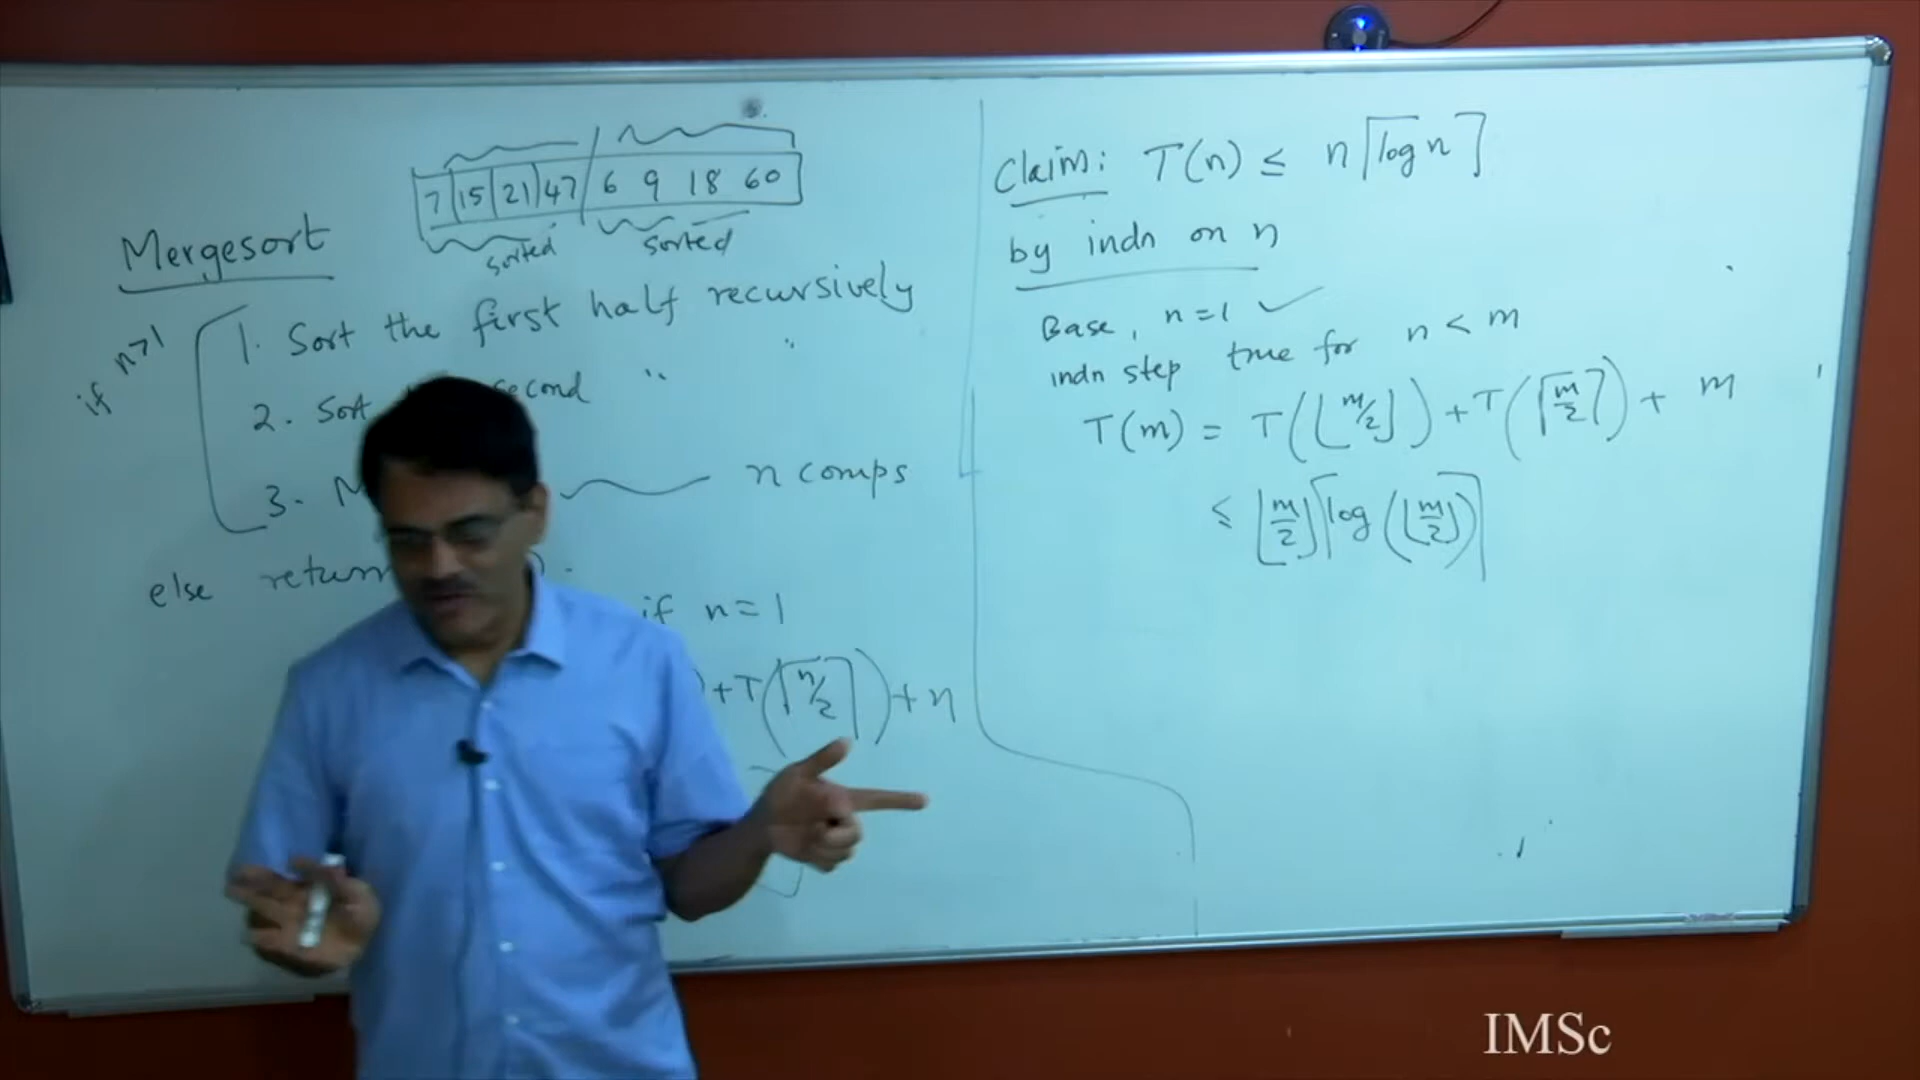 7 15 21 47 6 9 18 60
sorted sorted
Mergesort
if n>1
1. Sort the first half recursively
2. Sort second " "
3. n comps
else return
if n=1
+T(⌈n/2⌉)+n
Claim: T(n) ≤ n⌈log n⌉
by indn on n
Base, n=1 ✓
indn step true for n < m
T(m) = T(⌊m/2⌋) + T(⌈m/2⌉) + m
≤ ⌊m/2⌋⌈log(⌊m/2⌋)⌉
IMSc